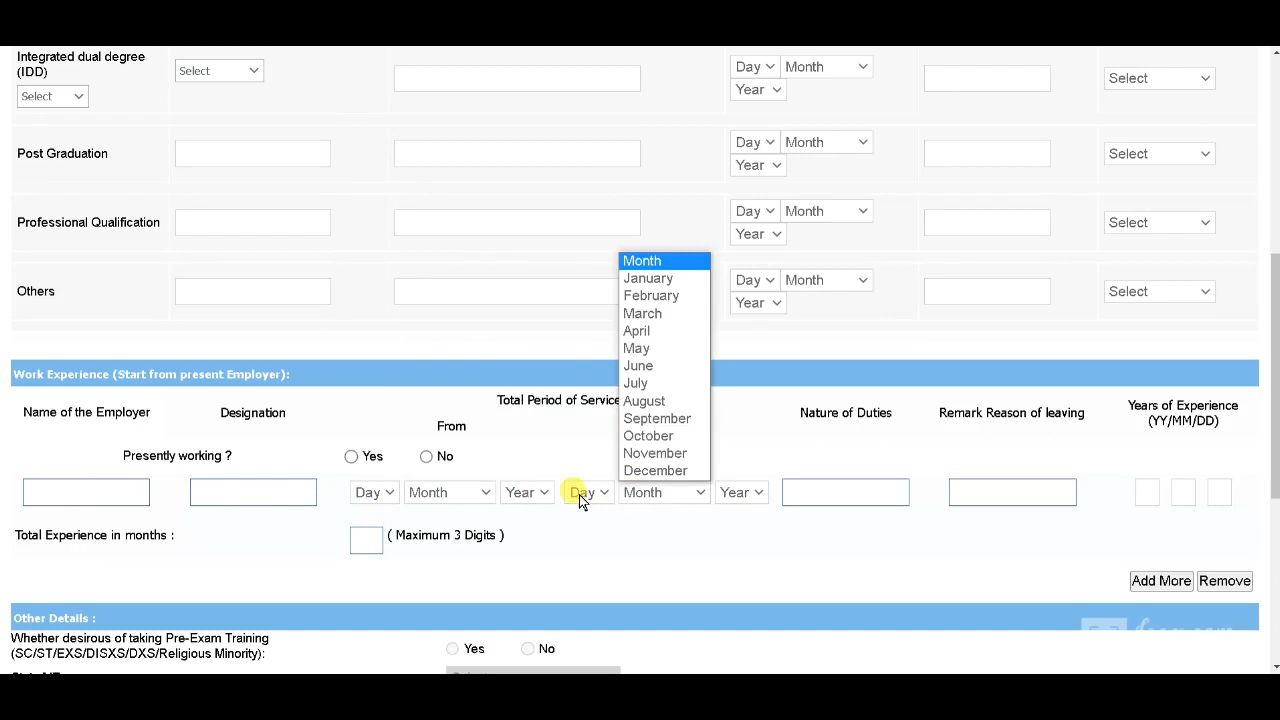 Integrated dual degree
(IDD)
Select
Select
Day Month
Year
Select
Post Graduation
Day Month
Year
Select
Professional Qualification
Day Month
Year
Select
Others
Day Month
Year
Select
Month
January
February
March
April
May
June
July
August
September
October
November
December
Work Experience (Start from present Employer):
Name of the Employer
Designation
Total Period of Service
From
Nature of Duties
Remark Reason of leaving
Years of Experience
(YY/MM/DD)
Presently working ?
Yes
No
Day Month Year Day Month Year
Total Experience in months :
( Maximum 3 Digits )
Add More Remove
Other Details :
Whether desirous of taking Pre-Exam Training
(SC/ST/EXS/DISXS/DXS/Religious Minority):
Yes
No